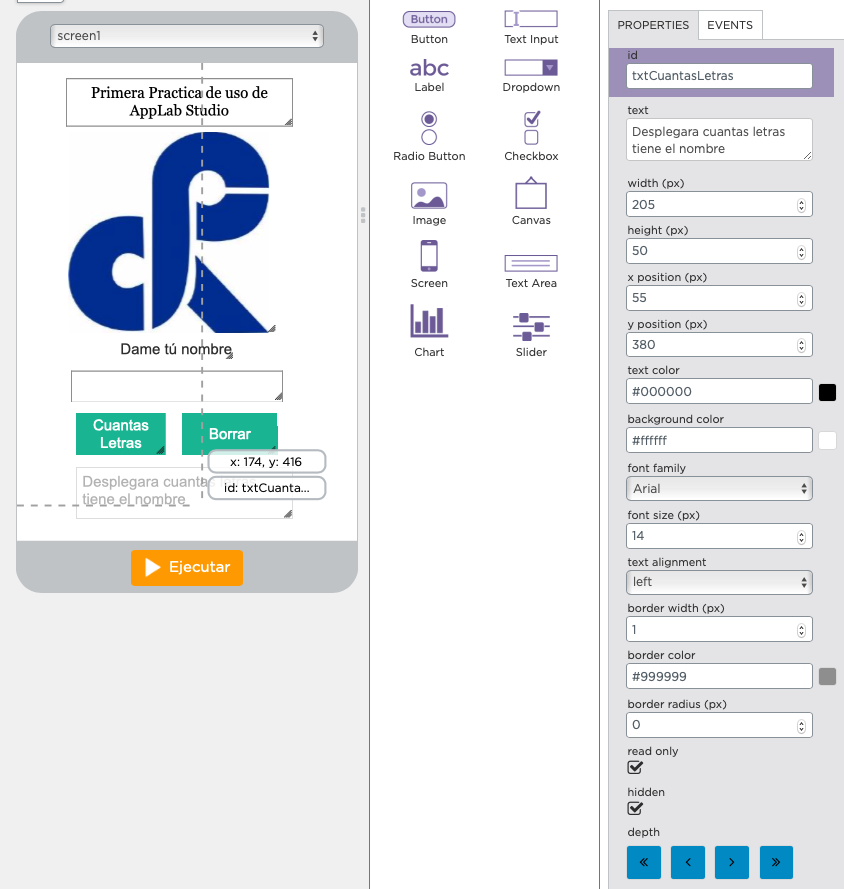 screen1
Primera Practica de uso de
AppLab Studio
Dame tú nombre
Cuantas
Letras
Borrar
x: 174, y: 416
Desplegara cuantas
tiene el nombre
id: txtCuanta...
Ejecutar
Button
Button
Text Input
abc
Label
Dropdown
Radio Button
Checkbox
Image
Canvas
Screen
Text Area
Chart
Slider
PROPERTIES
EVENTS
id
txtCuantasLetras
text
Desplegara cuantas letras
tiene el nombre
width (px)
205
height (px)
50
x position (px)
55
y position (px)
380
text color
#000000
background color
#ffffff
font family
Arial
font size (px)
14
text alignment
left
border width (px)
1
border color
#999999
border radius (px)
0
read only
hidden
depth